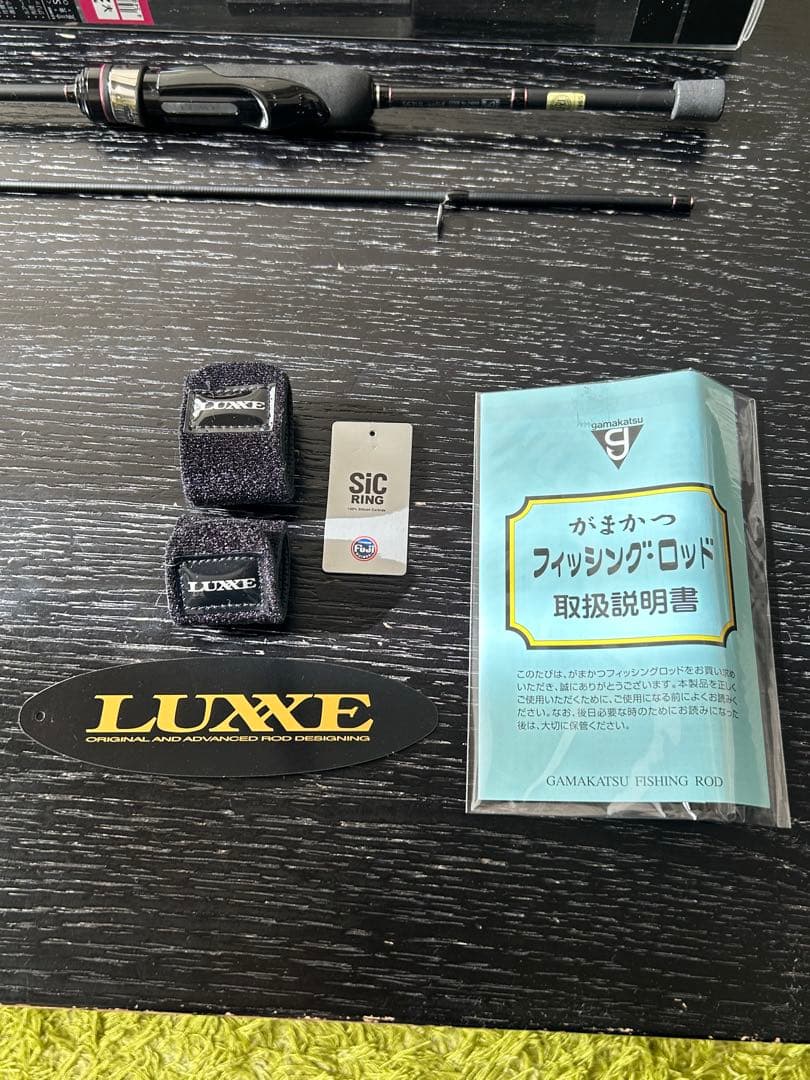 LUXXE
LUXXE
SiC
RING
100% Silicon Carbide
Fuji
LUXXE
ORIGINAL AND ADVANCED ROD DESIGNING
gamakatsu
がまかつ
フィッシング・ロッド
取扱説明書
このたびは、がまかつフィッシングロッドをお買い求め
いただき、誠にありがとうございます。本製品を正しく
ご使用いただくために、ご使用になる前によくお読みく
ださい。なお、後日必要な時のためにお読みになった
後は、大切に保管ください。
GAMAKATSU FISHING ROD